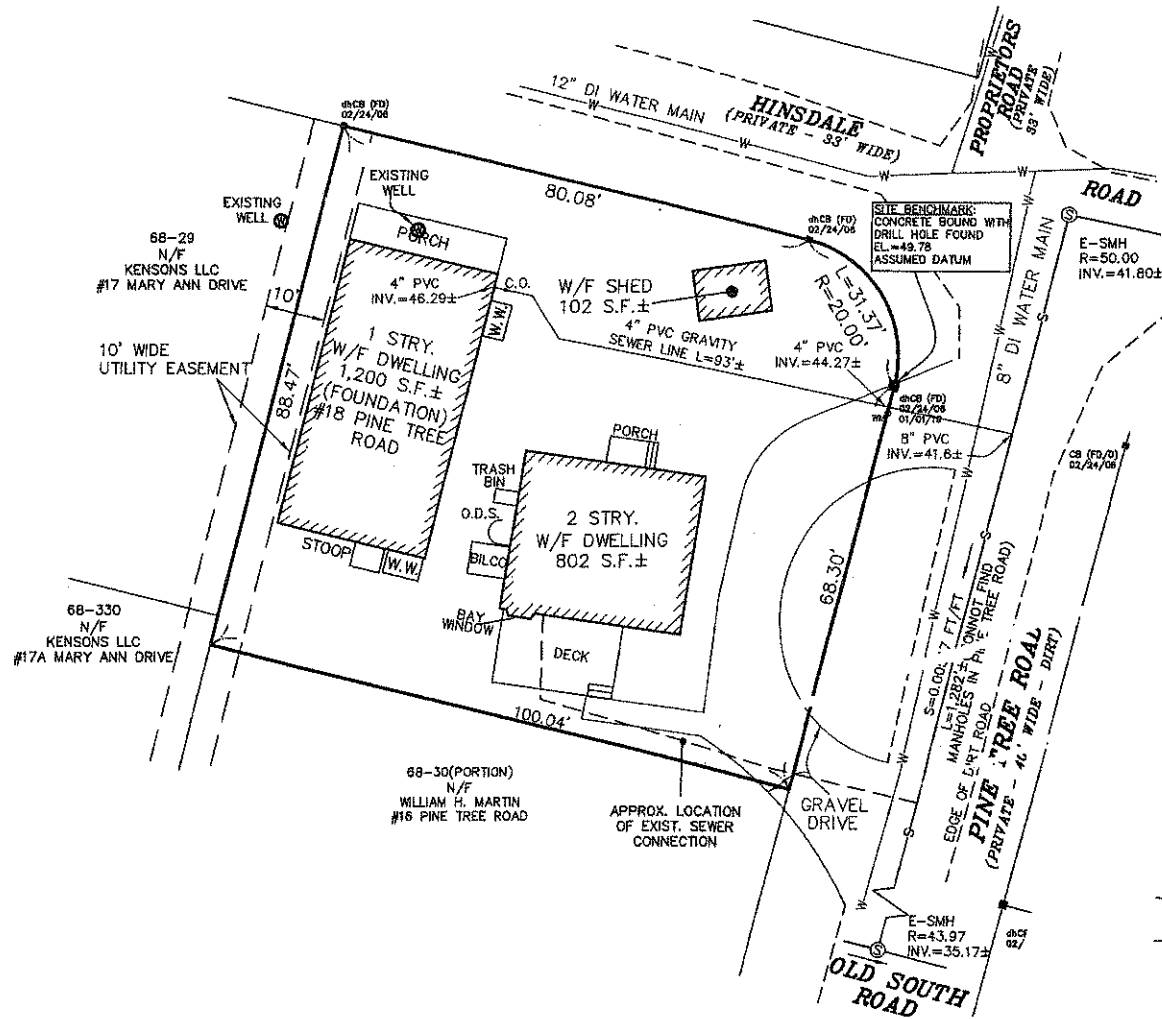 12" DI WATER MAIN
W
HINSDALE
(PRIVATE - 33' WIDE)
W
W
W
W
PROPRIETORS
ROAD
(PRIVATE
33' WIDE)
W
W
ROAD
dhCB (FD)
02/24/06
EXISTING
WELL
EXISTING
WELL
PORCH
80.08'
dhCB (FD)
02/24/06
SITE BENCHMARK:
CONCRETE BOUND WITH
DRILL HOLE FOUND
EL.=49.78
ASSUMED DATUM
S
E-SMH
R=50.00
INV.=41.80±
68-29
N/F
KENSONS LLC
#17 MARY ANN DRIVE
10'
4" PVC
INV.=46.29±
C.O.
W.W.
W/F SHED
102 S.F.±
L=31.37'
R=20.00'
8" DI WATER MAIN
S
W
4" PVC GRAVITY
SEWER LINE L=93'±
4" PVC
INV.=44.27±
10' WIDE
UTILITY EASEMENT
88.47'
1 STRY.
W/F DWELLING
1,200 S.F.±
(FOUNDATION)
#18 PINE TREE
ROAD
dhCB (FD)
02/24/06
8" PVC
INV.=41.6±
W
CB (FD/D)
02/24/06
PORCH
TRASH
BIN
O.D.S.
BILCO
2 STRY.
W/F DWELLING
802 S.F.±
STOOP
W.W.
S
68.30'
BAY
WINDOW
DECK
W
68-330
N/F
KENSONS LLC
#17A MARY ANN DRIVE
L=1,282'±
MANHOLES IN
EDGE OF DIRT ROAD
PINE TREE ROAD
(PRIVATE - 40' WIDE - DIRT)
100.04'
W
68-30(PORTION)
N/F
WILLIAM H. MARTIN
#16 PINE TREE ROAD
APPROX. LOCATION
OF EXIST. SEWER
CONNECTION
GRAVEL
DRIVE
S
W
E-SMH
R=43.97
INV.=35.17±
S
OLD SOUTH
ROAD